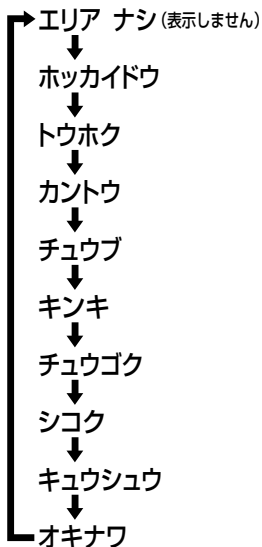 エリア ナシ(表示しません)
ホッカイドウ
トウホク
カントウ
チュウブ
キンキ
チュウゴク
シコク
キュウシュウ
オキナワ